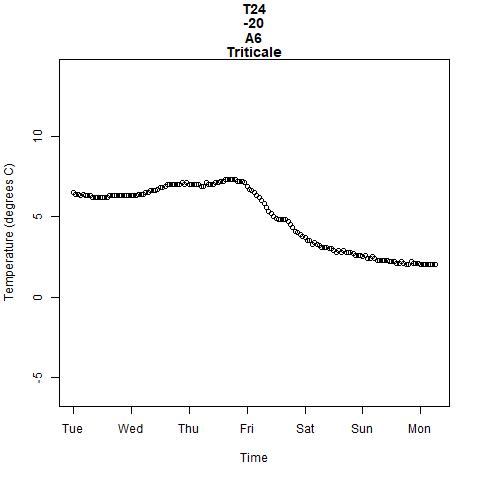 T24
-20
A6
Triticale
Temperature (degrees C)
10
5
0
-5
Tue Wed Thu Fri Sat Sun Mon
Time